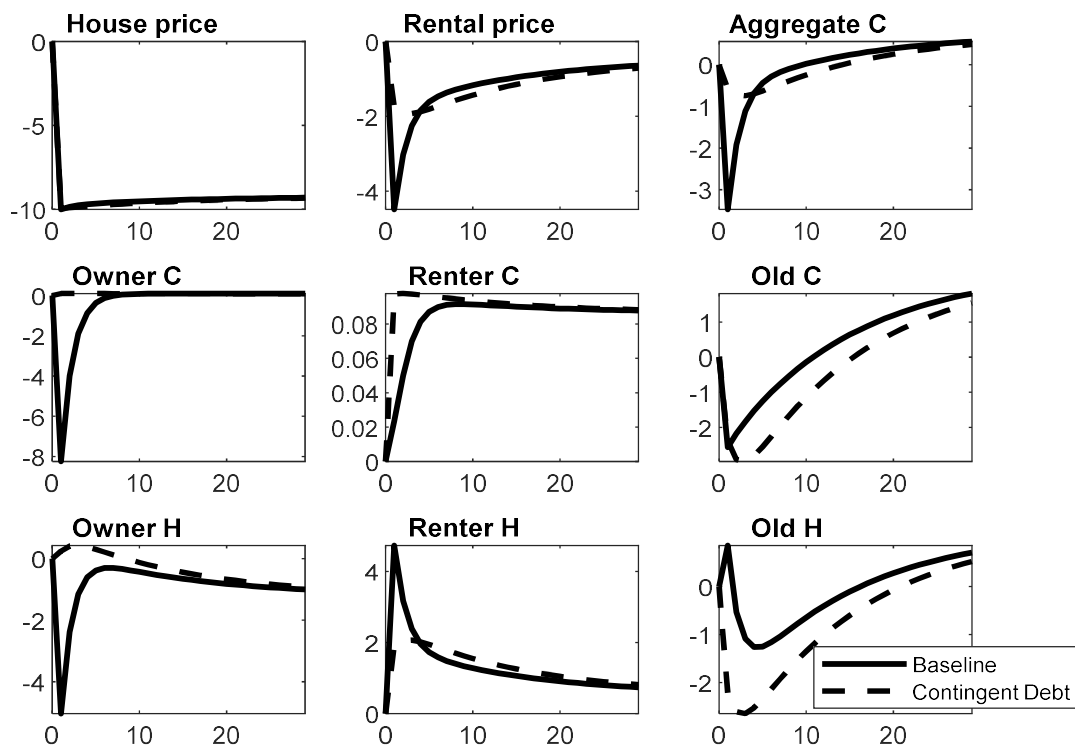 House price
Rental price
Aggregate C
0
-5
-10
0 10 20
0
-2
-4
0 10 20
0
-1
-2
-3
0 10 20
Owner C
Renter C
Old C
0
-2
-4
-6
-8
0 10 20
0.08
0.06
0.04
0.02
0
0 10 20
1
0
-1
-2
0 10 20
Owner H
Renter H
Old H
0
-2
-4
0 10 20
4
2
0
0 10 20
0
-1
-2
0 10 20
Baseline
Contingent Debt